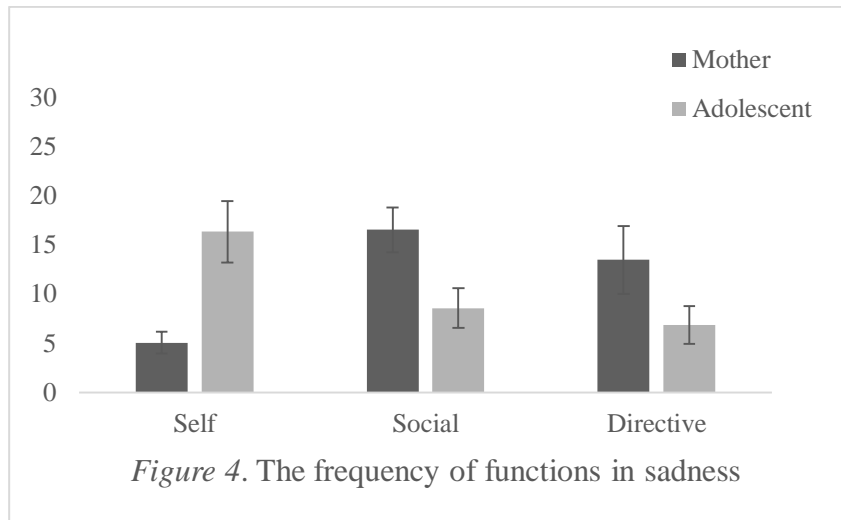 Mother
Adolescent
30
25
20
15
10
5
0
Self Social Directive
Figure 4. The frequency of functions in sadness